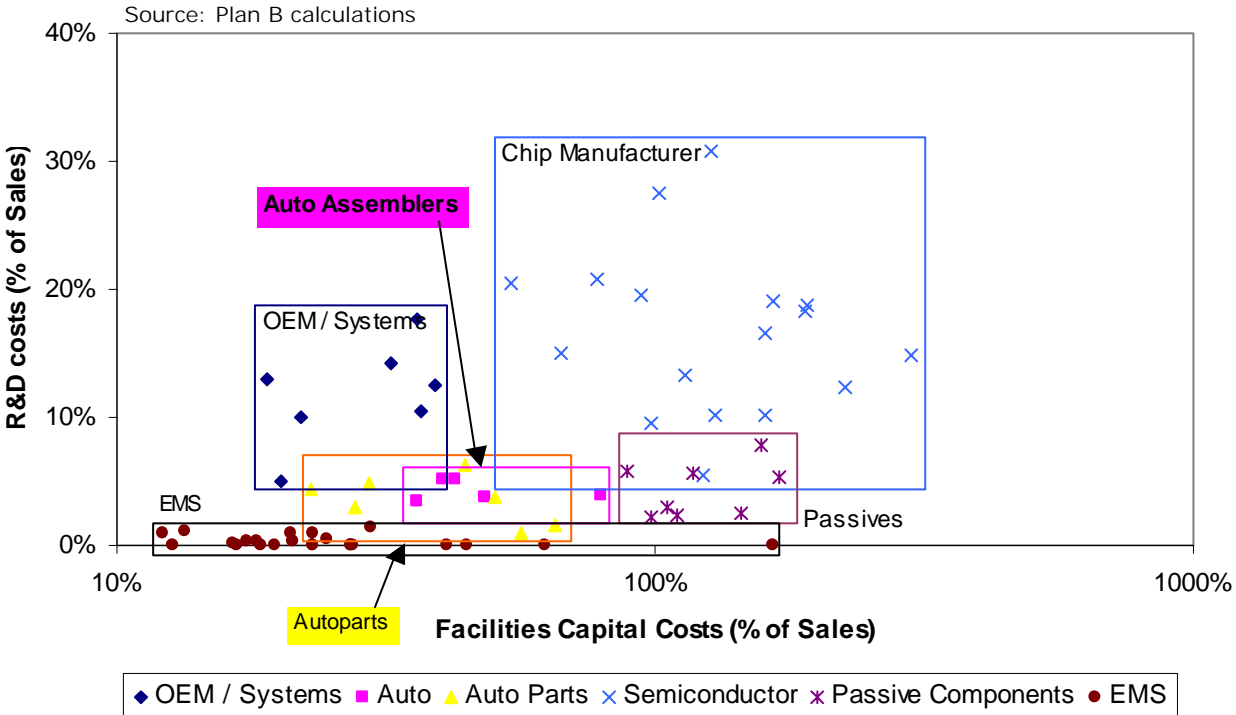 Source: Plan B calculations
40%
30%
20%
10%
0%
R&D costs (% of Sales)
Chip Manufacturer
Auto Assemblers
OEM / Systems
EMS
Passives
10%
100%
1000%
Autoparts
Facilities Capital Costs (% of Sales)
OEM / Systems
Auto
Auto Parts
Semiconductor
Passive Components
EMS